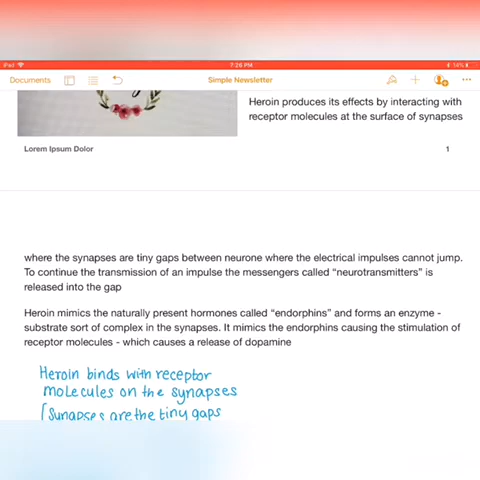 iPad
7:26 PM
14%
Documents
Simple Newsletter
Heroin produces its effects by interacting with
receptor molecules at the surface of synapses
Lorem Ipsum Dolor
1
where the synapses are tiny gaps between neurone where the electrical impulses cannot jump.
To continue the transmission of an impulse the messengers called “neurotransmitters” is
released into the gap
Heroin mimics the naturally present hormones called “endorphins” and forms an enzyme -
substrate sort of complex in the synapses. It mimics the endorphins causing the stimulation of
receptor molecules - which causes a release of dopamine
Heroin binds with receptor
molecules on the synapses
[Synapses are the tiny gaps